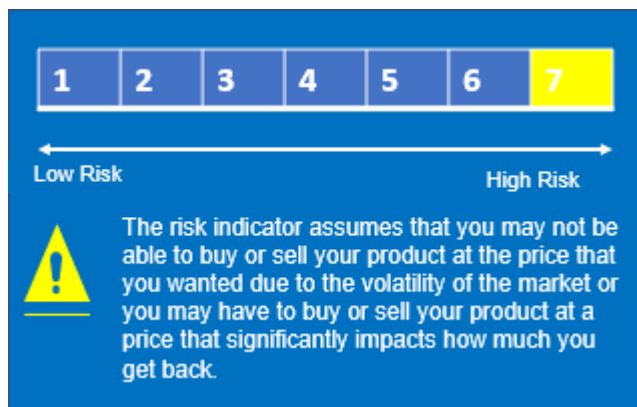 1 2 3 4 5 6 7
Low Risk High Risk
The risk indicator assumes that you may not be
able to buy or sell your product at the price that
you wanted due to the volatility of the market or
you may have to buy or sell your product at a
price that significantly impacts how much you
get back.